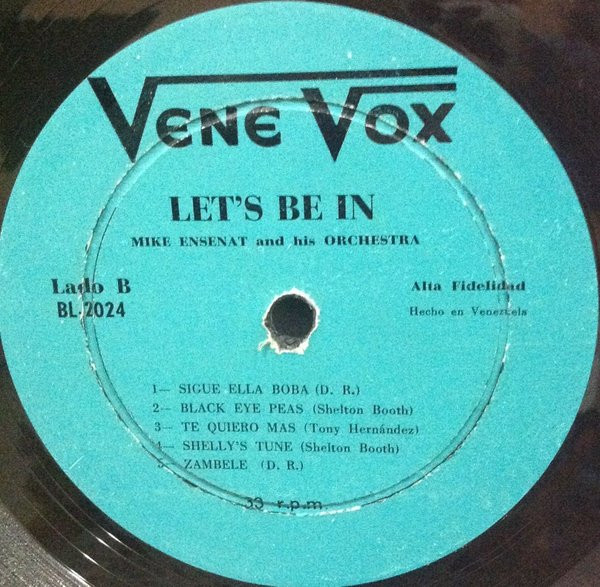 VENE VOX
LET'S BE IN
MIKE ENSENAT and his ORCHESTRA
Lado B
BL-2024
Alta Fidelidad
Hecho en Venezuela
1— SIGUE ELLA BOBA (D. R.)
2— BLACK EYE PEAS (Shelton Booth)
3— TE QUIERO MAS (Tony Hernández)
4— SHELLY'S TUNE (Shelton Booth)
5— ZAMBELE (D. R.)
33 r.p.m